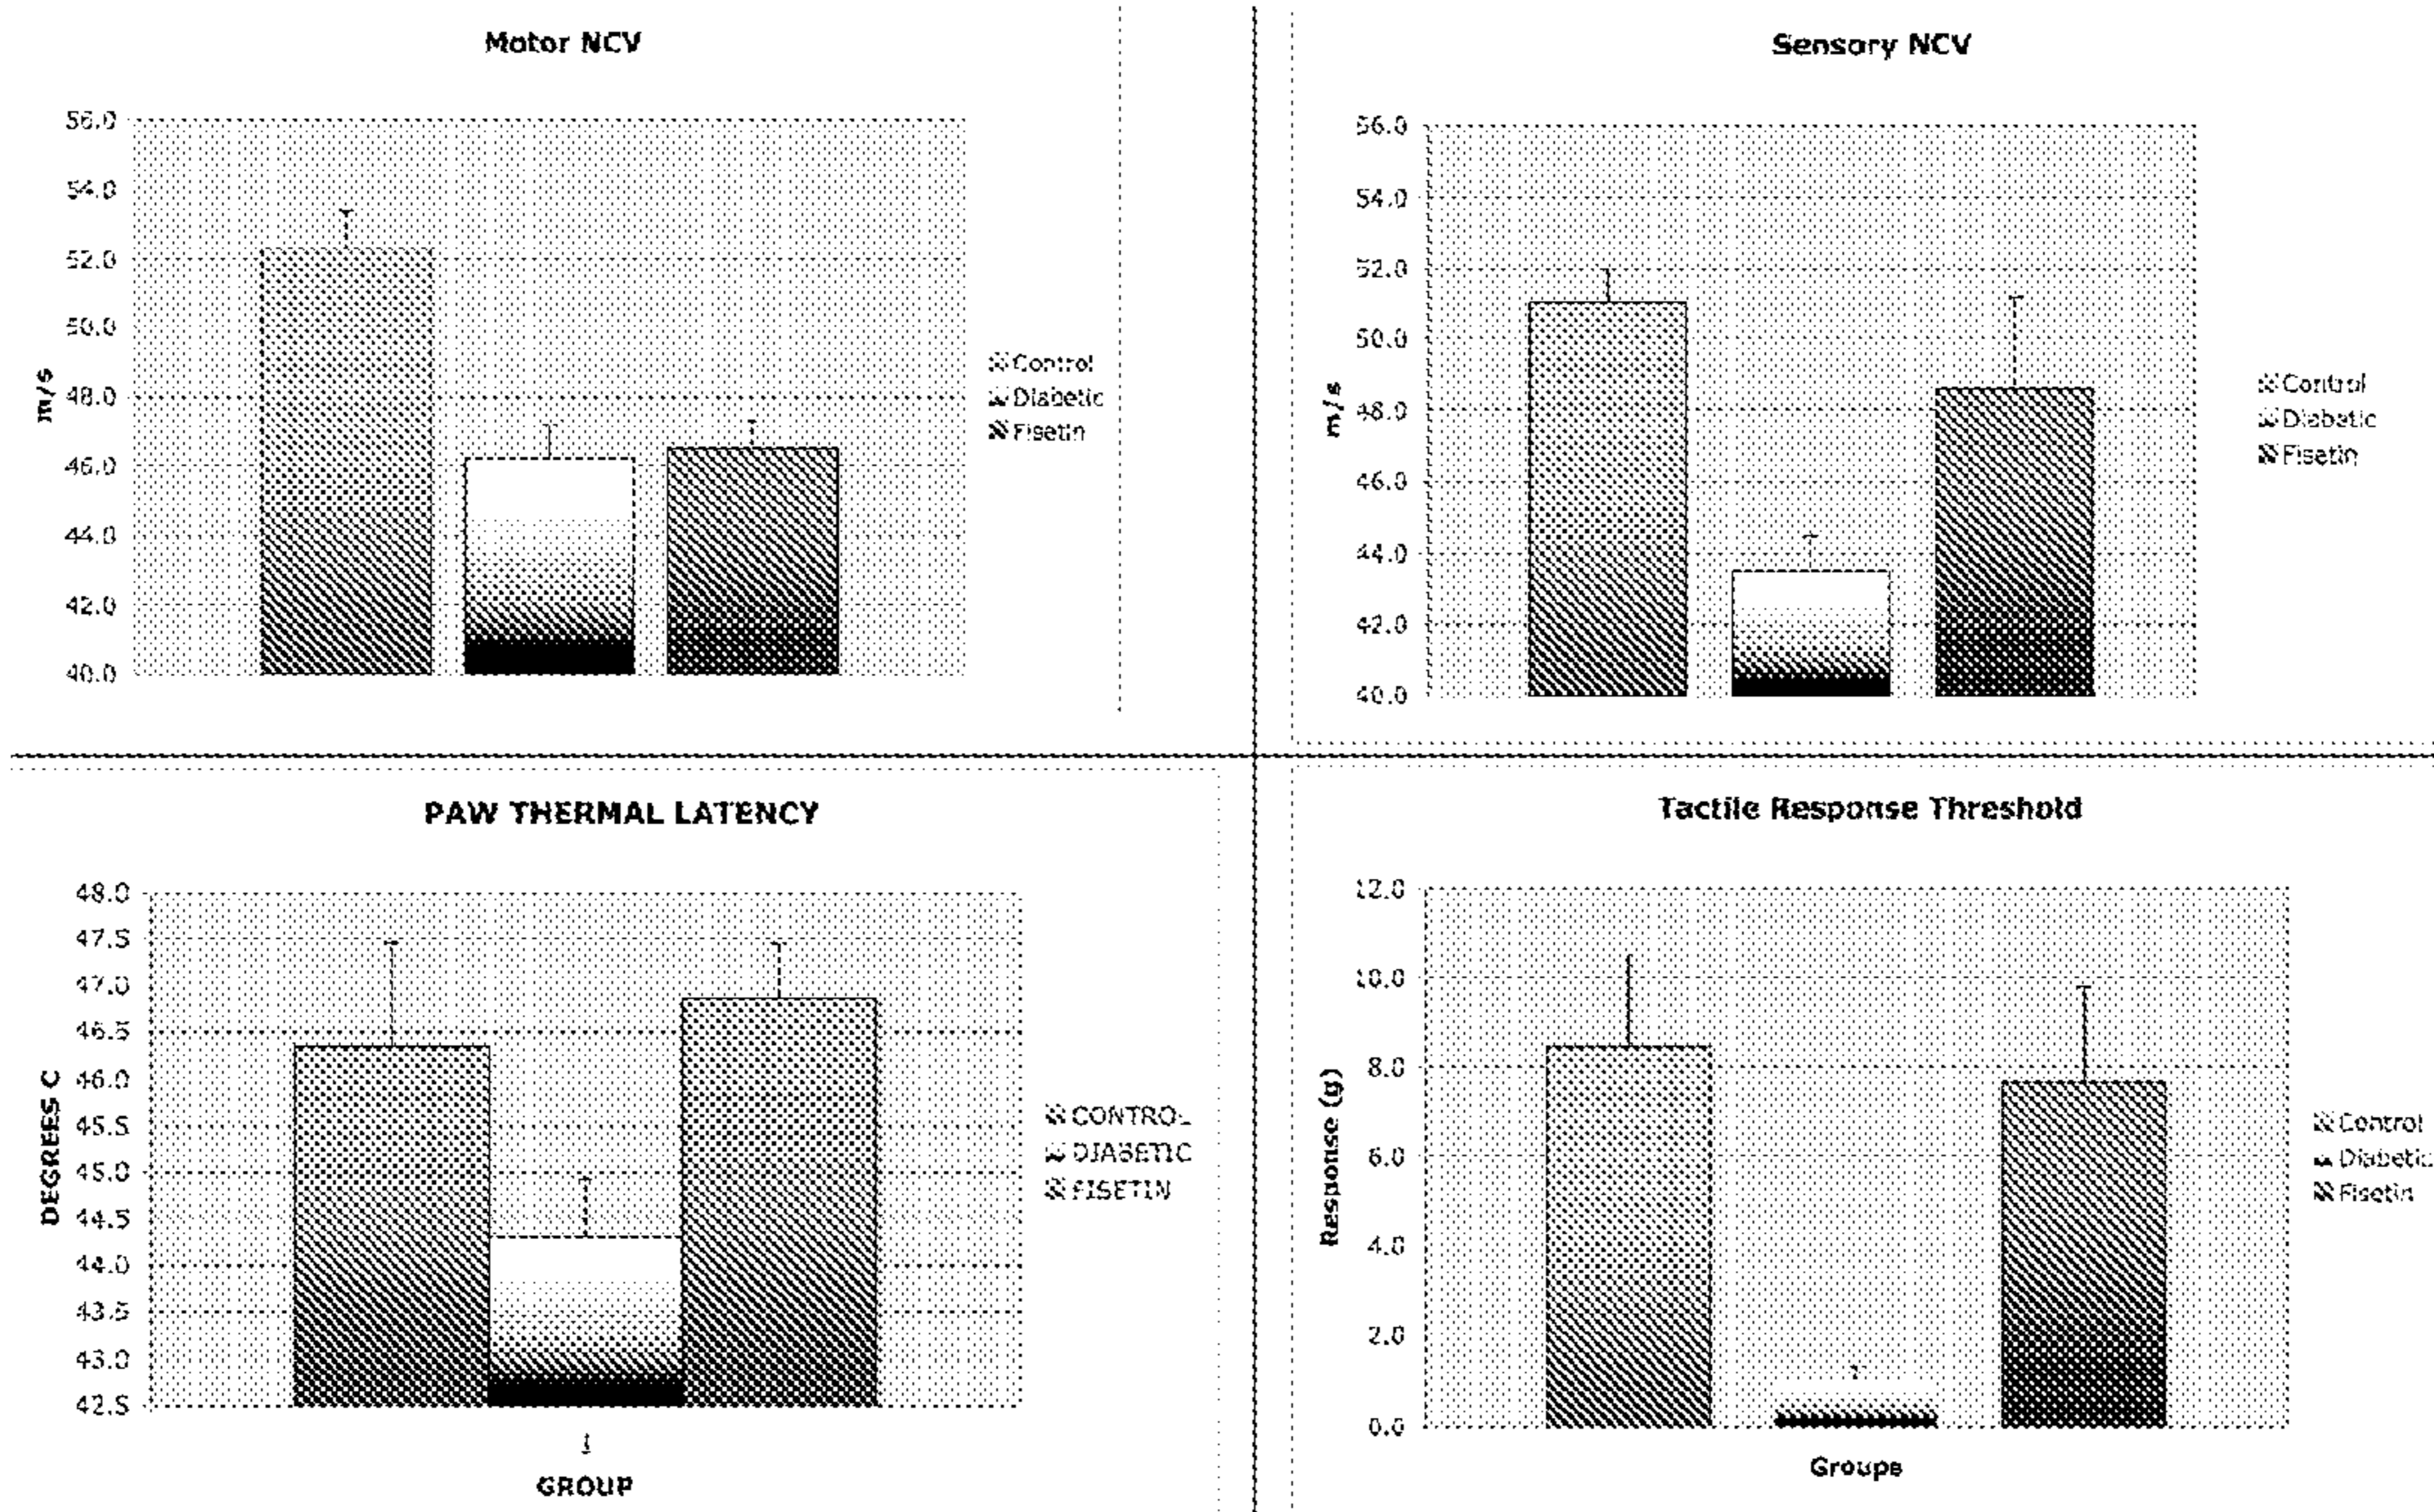 Motor NCV
56.0
54.0
52.0
50.0
48.0
46.0
44.0
42.0
40.0
m/s
Control
Diabetic
Fisetin
Sensory NCV
56.0
54.0
52.0
50.0
48.0
46.0
44.0
42.0
40.0
m/s
Control
Diabetic
Fisetin
PAW THERMAL LATENCY
48.0
47.5
47.0
46.5
46.0
45.5
45.0
44.5
44.0
43.5
43.0
42.5
DEGREES C
1
GROUP
CONTROL
DIABETIC
FISETIN
Tactile Response Threshold
12.0
10.0
8.0
6.0
4.0
2.0
0.0
Response (g)
Groups
Control
Diabetic
Fisetin